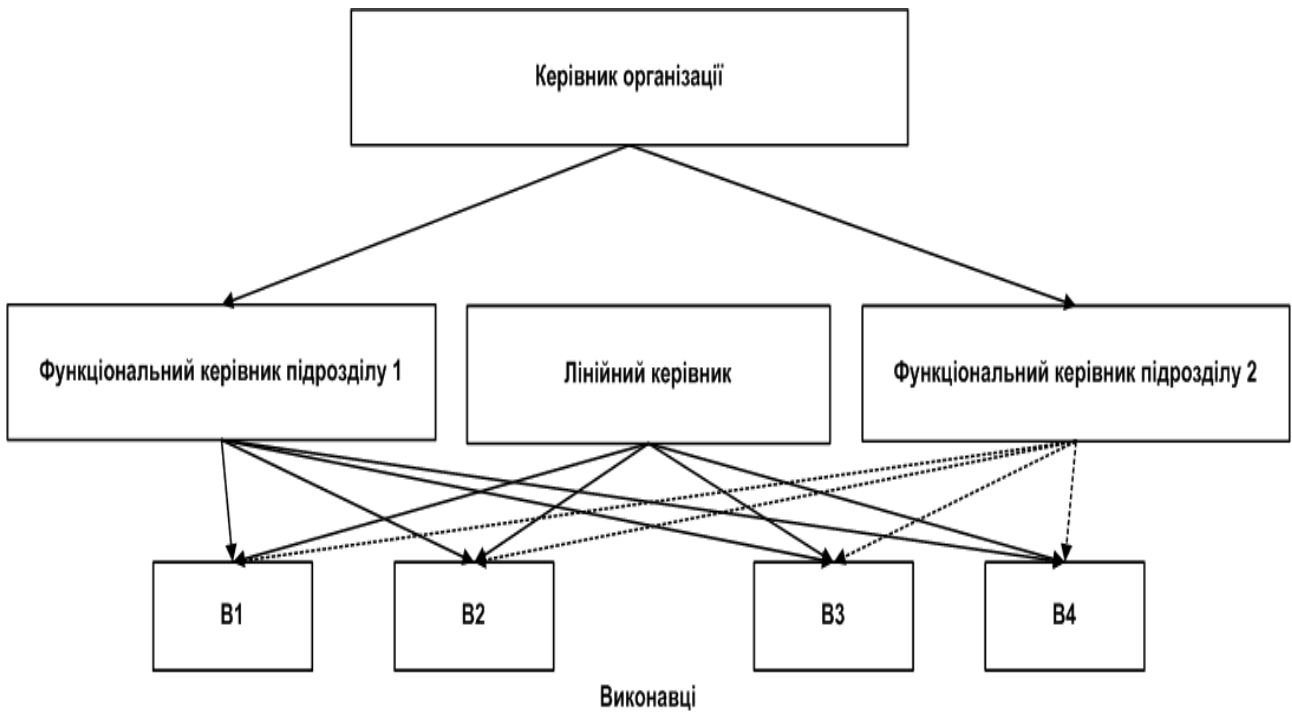 Керівник організації
Функціональний керівник підрозділу 1
Лінійний керівник
Функціональний керівник підрозділу 2
В1
В2
В3
В4
Виконавці